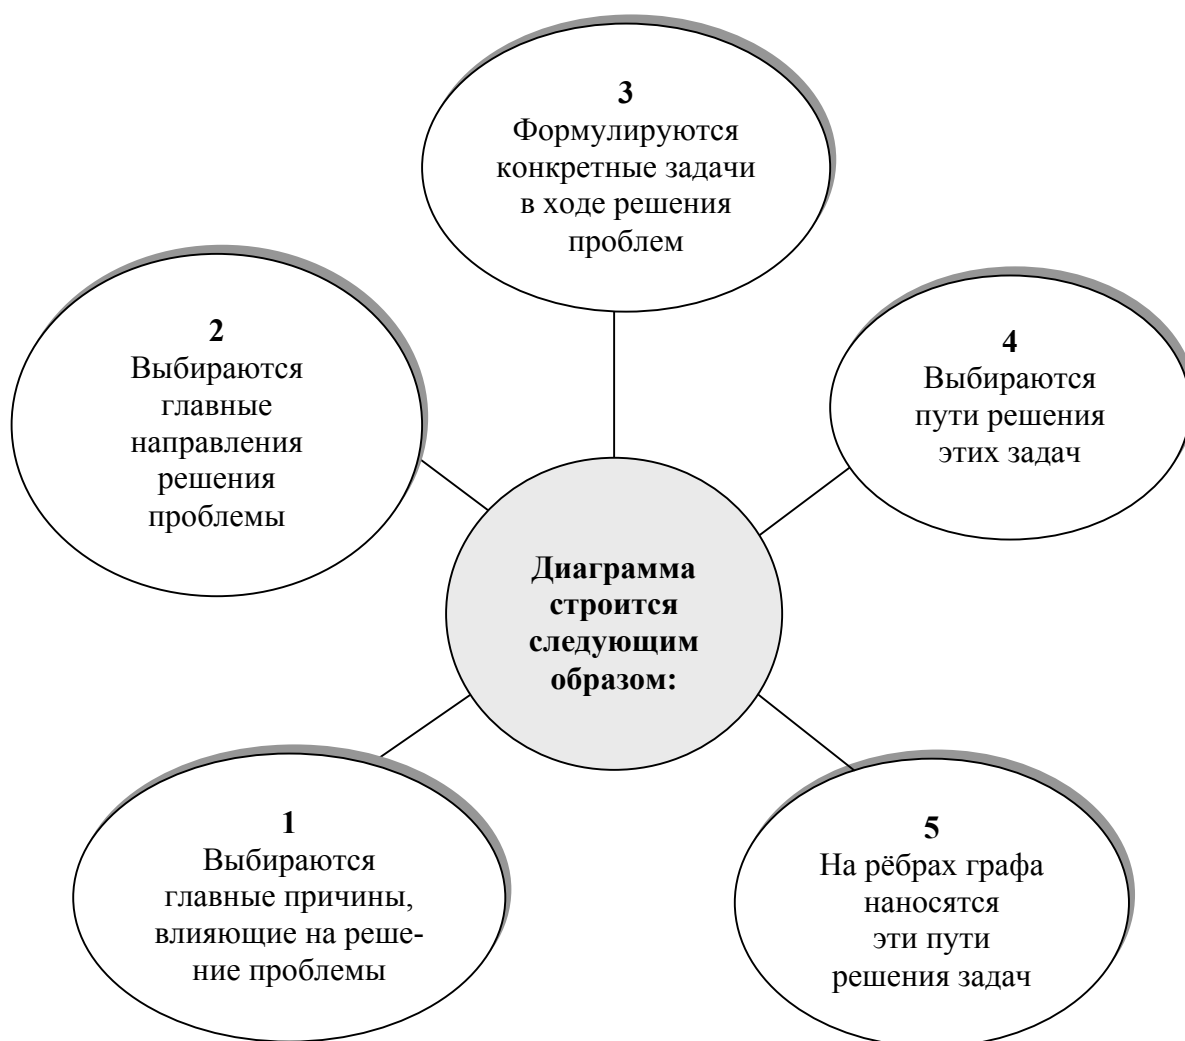 3
Формулируются
конкретные задачи
в ходе решения
проблем
2
Выбираются
главные
направления
решения
проблемы
4
Выбираются
пути решения
этих задач
Диаграмма
строится
следующим
образом:
1
Выбираются
главные причины,
влияющие на реше-
ние проблемы
5
На рёбрах графа
наносятся
эти пути
решения задач